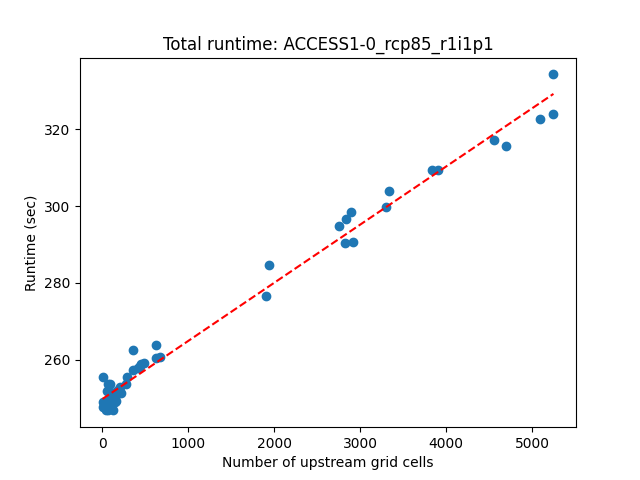 Total runtime: ACCESS1-0_rcp85_r1i1p1
Runtime (sec)
320
300
280
260
0 1000 2000 3000 4000 5000
Number of upstream grid cells